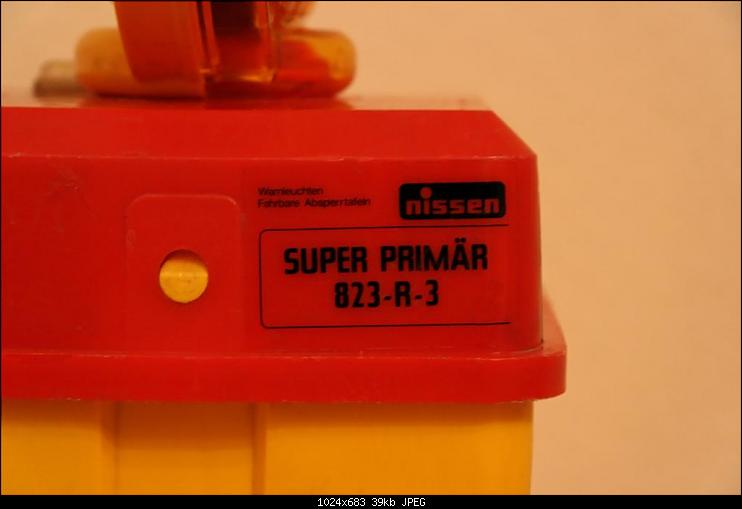 Warnleuchten
Fahrbare Absperrtafeln
nissen
SUPER PRIMÄR
823-R-3
1024x683 39kb JPEG